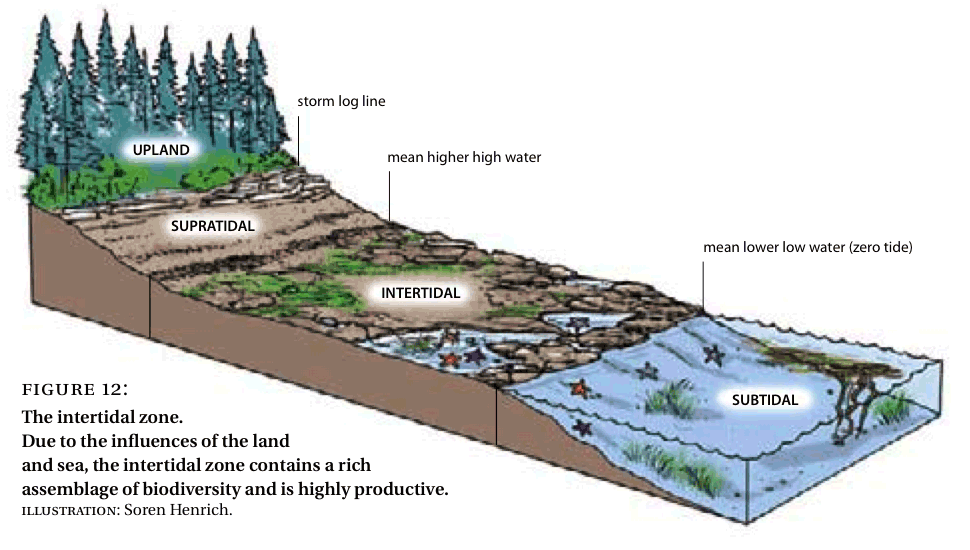 storm log line
UPLAND
mean higher high water
SUPRATIDAL
mean lower low water (zero tide)
INTERTIDAL
SUBTIDAL
FIGURE 12:
The intertidal zone.
Due to the influences of the land
and sea, the intertidal zone contains a rich
assemblage of biodiversity and is highly productive.
ILLUSTRATION: Soren Henrich.